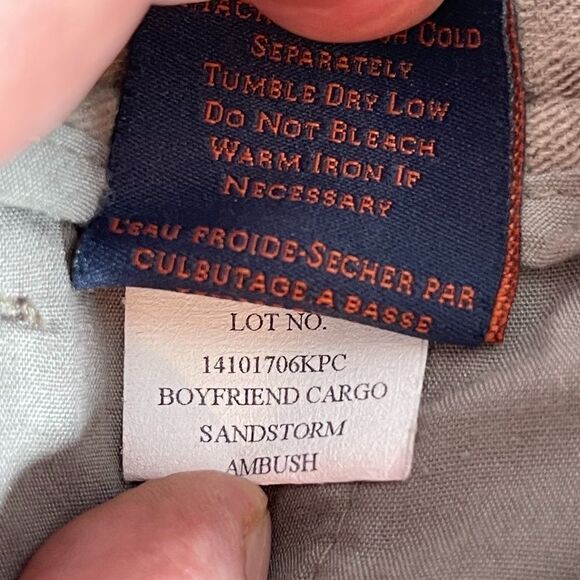 COLD
SEPARATELY
TUMBLE DRY LOW
DO NOT BLEACH
WARM IRON IF
NECESSARY
L'EAU FROIDE-SECHER PAR
CULBUTAGE A BASSE
LOT NO.
14101706KPC
BOYFRIEND CARGO
SANDSTORM
AMBUSH